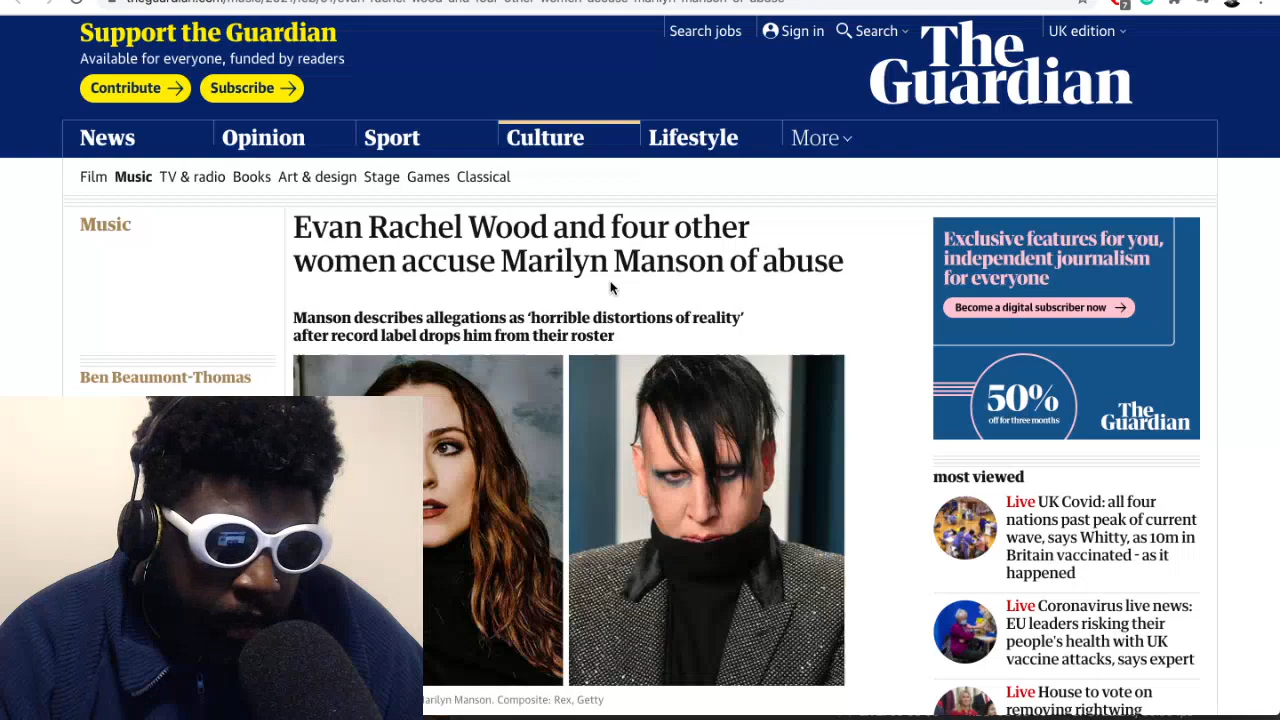 Support the Guardian
Available for everyone, funded by readers
Contribute →
Subscribe →
Search jobs
Sign in
Search
UK edition
The
Guardian
News
Opinion
Sport
Culture
Lifestyle
More
Film Music TV & radio Books Art & design Stage Games Classical
Music
Evan Rachel Wood and four other
women accuse Marilyn Manson of abuse
Manson describes allegations as ‘horrible distortions of reality’
after record label drops him from their roster
Ben Beaumont-Thomas
arilyn Manson. Composite: Rex, Getty
Exclusive features for you,
independent journalism
for everyone
Become a digital subscriber now →
50%
off for three months
The
Guardian
most viewed
Live UK Covid: all four
nations past peak of current
wave, says Whitty, as 10m in
Britain vaccinated - as it
happened
Live Coronavirus live news:
EU leaders risking their
people's health with UK
vaccine attacks, says expert
Live House to vote on
removing rightwing